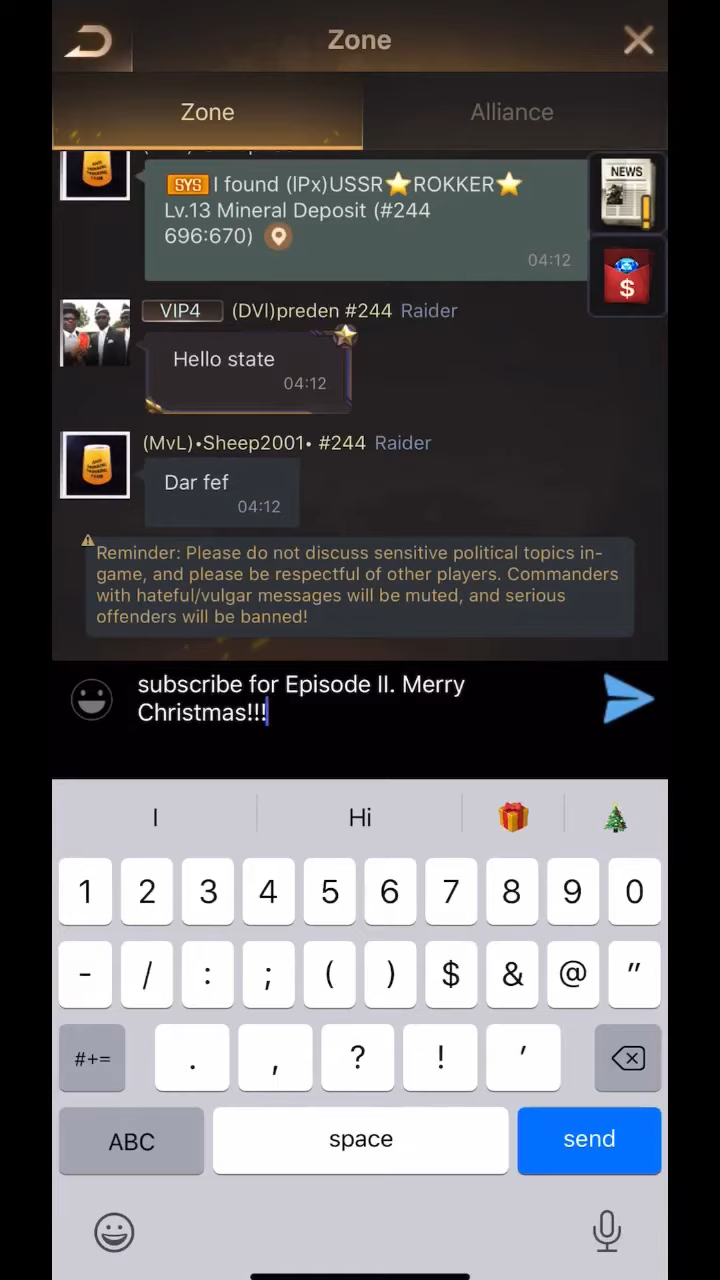 Zone
Zone
Alliance
SYS I found (lPx)USSR⭐ROKKER⭐
Lv.13 Mineral Deposit (#244
696:670)
04:12
NEWS
$
VIP4 (DVl)preden #244 Raider
Hello state
04:12
(MvL)•Sheep2001• #244 Raider
Dar fef
04:12
Reminder: Please do not discuss sensitive political topics in-
game, and please be respectful of other players. Commanders
with hateful/vulgar messages will be muted, and serious
offenders will be banned!
subscribe for Episode II. Merry
Christmas!!!
I Hi 🎁 🎄
1 2 3 4 5 6 7 8 9 0
- / : ; ( ) $ & @ "
#+= . , ? ! '
ABC space send